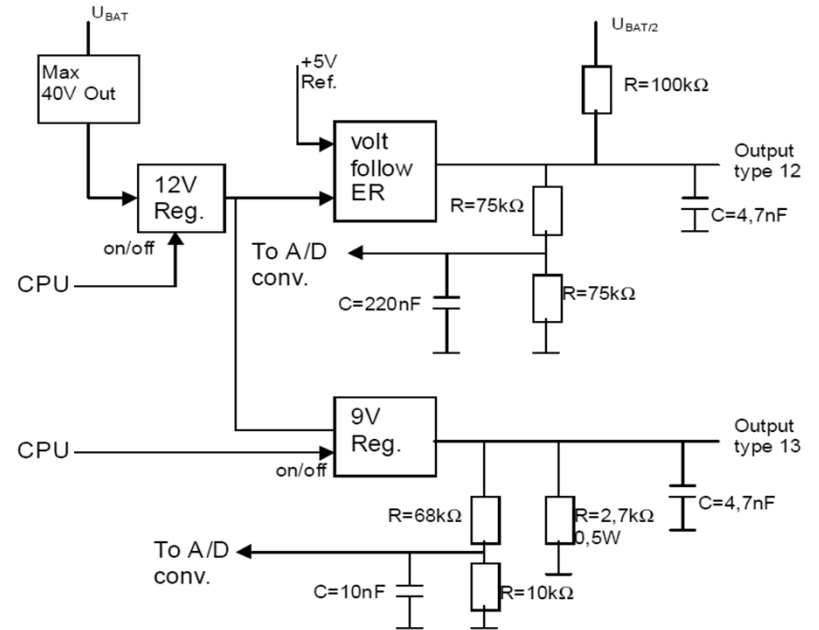 U_BAT
Max
40V Out
+5V
Ref.
U_BAT/2
R=100kΩ
volt
follow
ER
Output
type 12
12V
Reg.
R=75kΩ
C=4,7nF
on/off
To A/D
conv.
CPU
C=220nF
R=75kΩ
9V
Reg.
Output
type 13
CPU
on/off
C=4,7nF
R=68kΩ
R=2,7kΩ
0,5W
To A/D
conv.
C=10nF
R=10kΩ